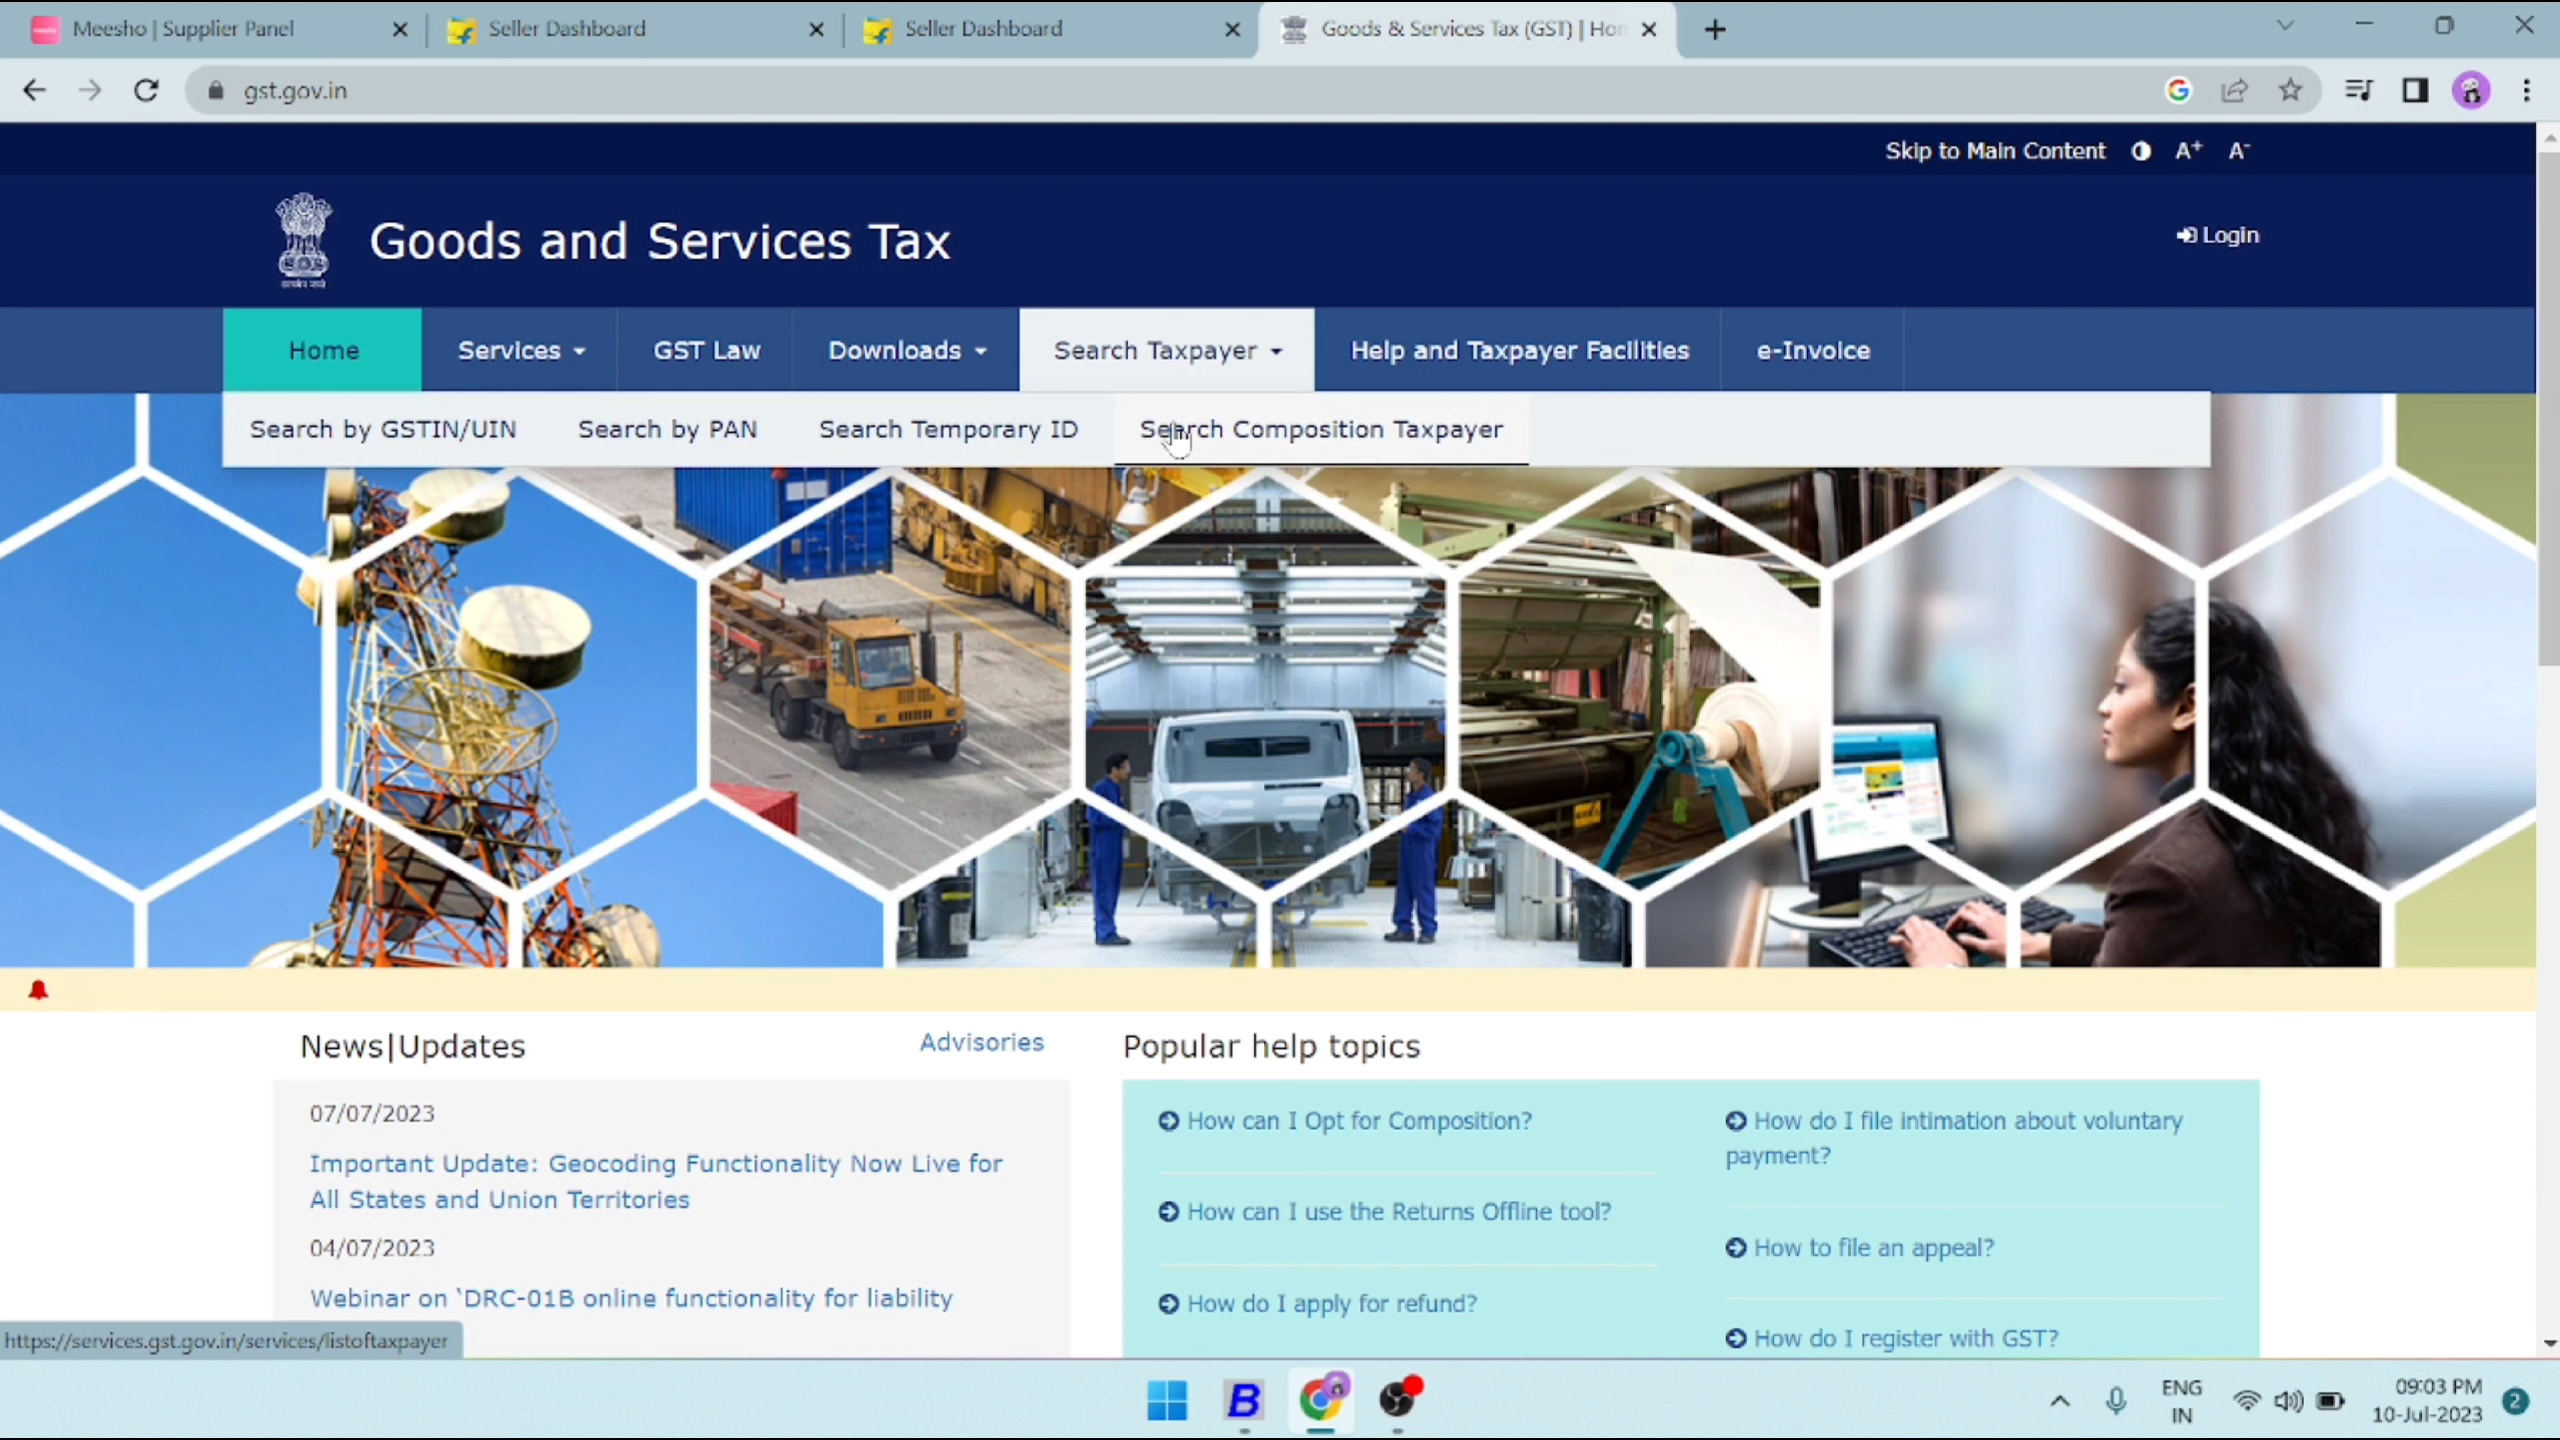 Meesho | Supplier Panel
Seller Dashboard
Seller Dashboard
Goods & Services Tax (GST) | Hon
gst.gov.in
Skip to Main Content A+ A-
Goods and Services Tax
Login
Home
Services
GST Law
Downloads
Search Taxpayer
Help and Taxpayer Facilities
e-Invoice
Search by GSTIN/UIN
Search by PAN
Search Temporary ID
Search Composition Taxpayer
News|Updates
Advisories
07/07/2023
Important Update: Geocoding Functionality Now Live for
All States and Union Territories
04/07/2023
Webinar on 'DRC-01B online functionality for liability
Popular help topics
How can I Opt for Composition?
How can I use the Returns Offline tool?
How do I apply for refund?
How do I file intimation about voluntary
payment?
How to file an appeal?
How do I register with GST?
https://services.gst.gov.in/services/listoftaxpayer
B
ENG
IN
09:03 PM
10-Jul-2023
2